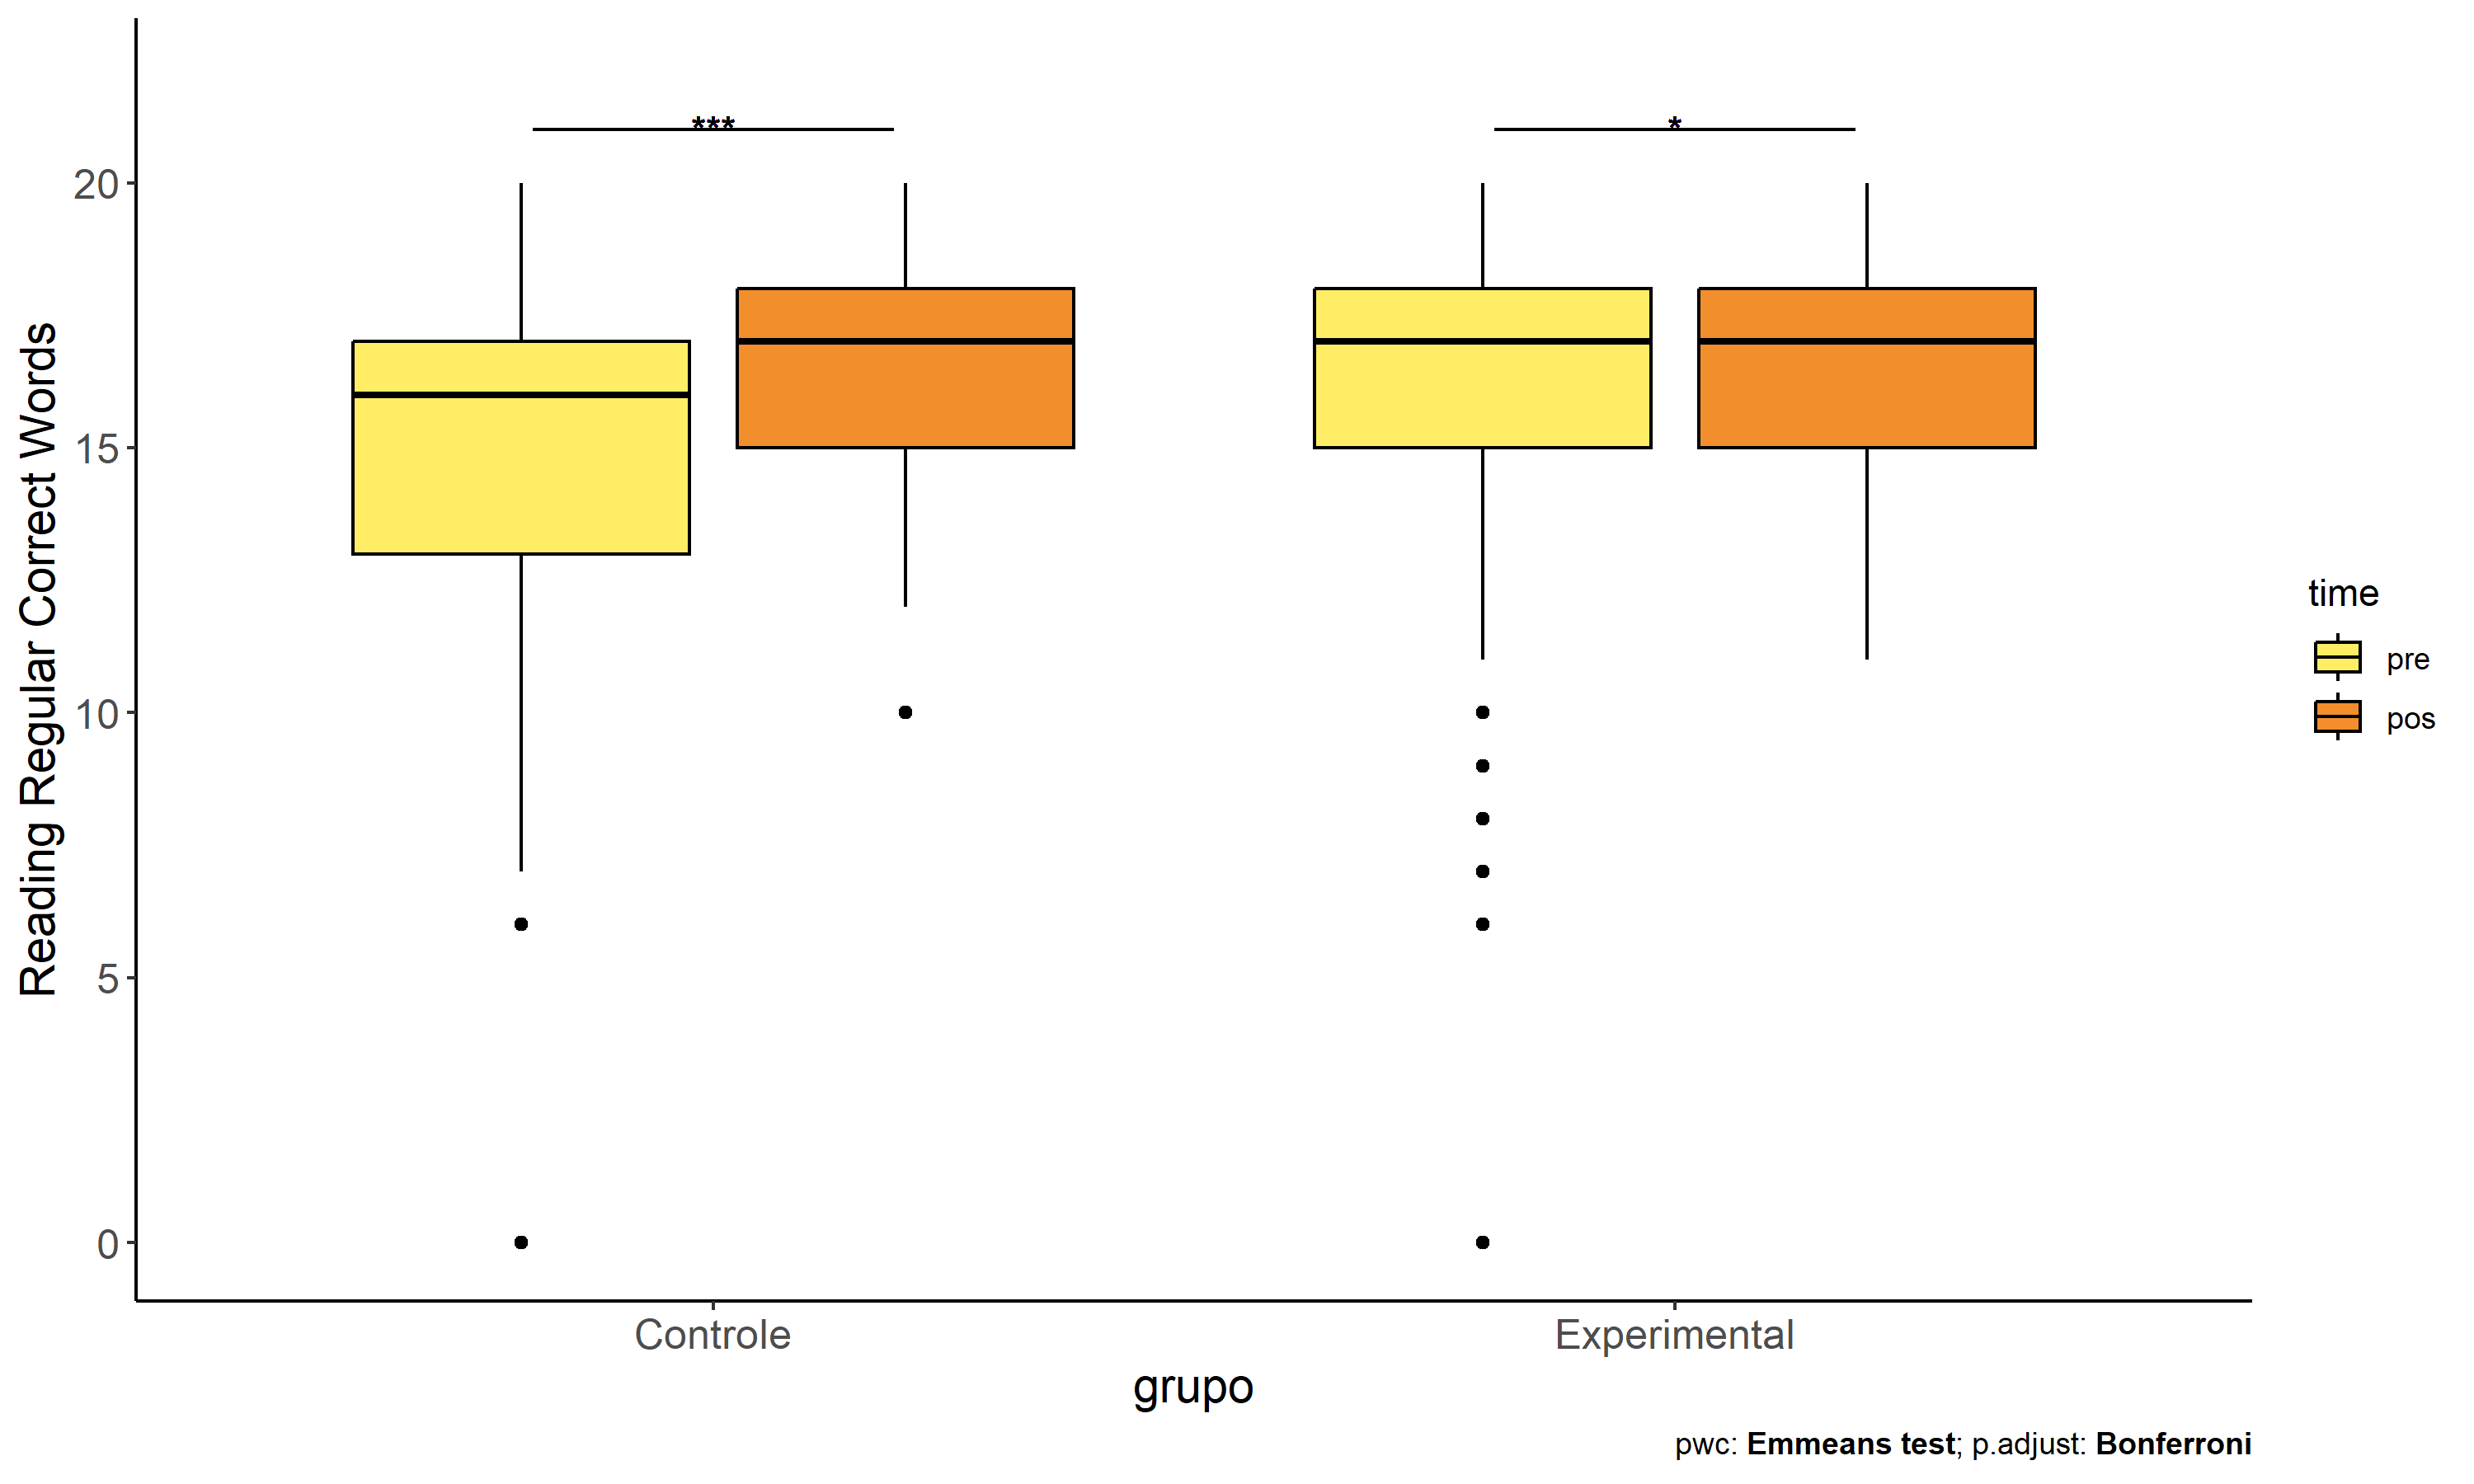 Reading Regular Correct Words
20
15
10
5
0
***
*
Controle
Experimental
grupo
time
pre
pos
pwc: Emmeans test; p.adjust: Bonferroni